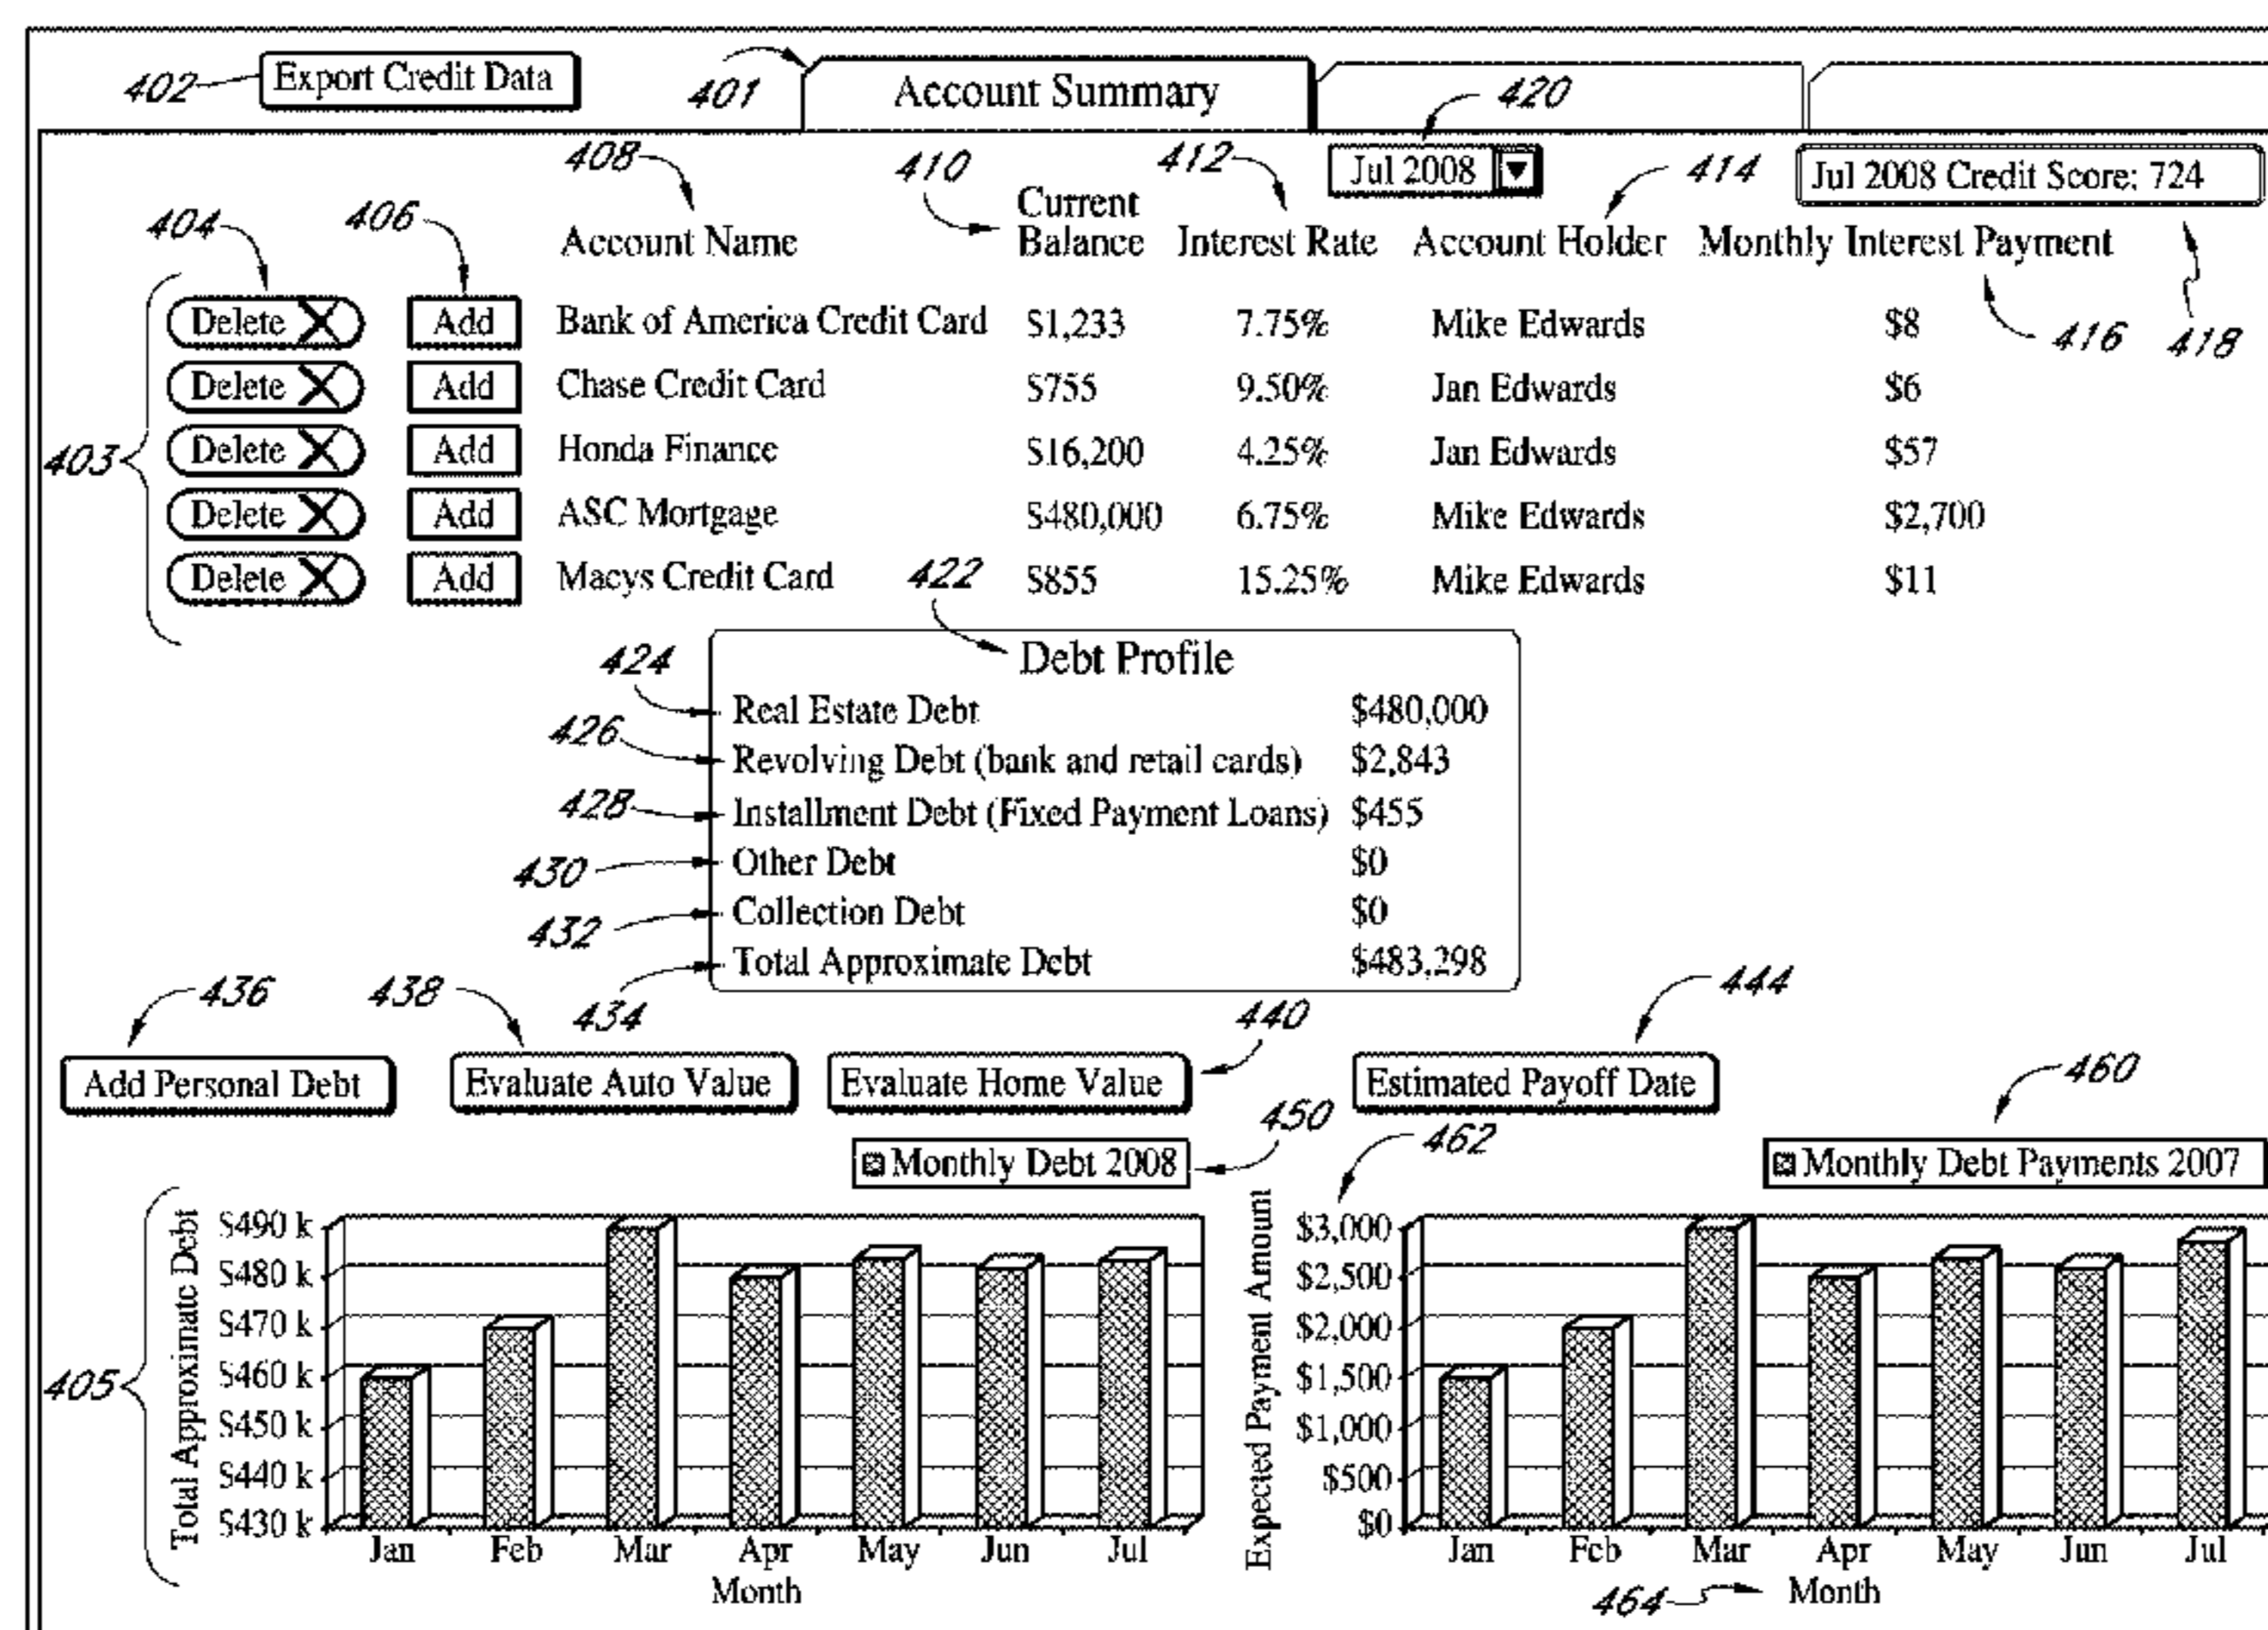 402 Export Credit Data 401 Account Summary 420
408 410 412 Jul 2008 414 Jul 2008 Credit Score: 724
404 406 Account Name Current Balance Interest Rate Account Holder Monthly Interest Payment
Delete Add Bank of America Credit Card $1,233 7.75% Mike Edwards $8 416 418
Delete Add Chase Credit Card $755 9.50% Jan Edwards $6
403 Delete Add Honda Finance $16,200 4.25% Jan Edwards $57
Delete Add ASC Mortgage $480,000 6.75% Mike Edwards $2,700
Delete Add Macys Credit Card $855 15.25% Mike Edwards $11
422
424 Debt Profile
Real Estate Debt $480,000
426 Revolving Debt (bank and retail cards) $2,843
428 Installment Debt (Fixed Payment Loans) $455
430 Other Debt $0
432 Collection Debt $0
434 Total Approximate Debt $483,298
436 438 440 444
Add Personal Debt Evaluate Auto Value Evaluate Home Value Estimated Payoff Date
450 462 460
Monthly Debt 2008
405
Total Approximate Debt
$490 k
$480 k
$470 k
$460 k
$450 k
$440 k
$430 k
Jan Feb Mar Apr May Jun Jul
Month
Monthly Debt Payments 2007
Expected Payment Amount
$3,000
$2,500
$2,000
$1,500
$1,000
$500
$0
Jan Feb Mar Apr May Jun Jul
464 Month